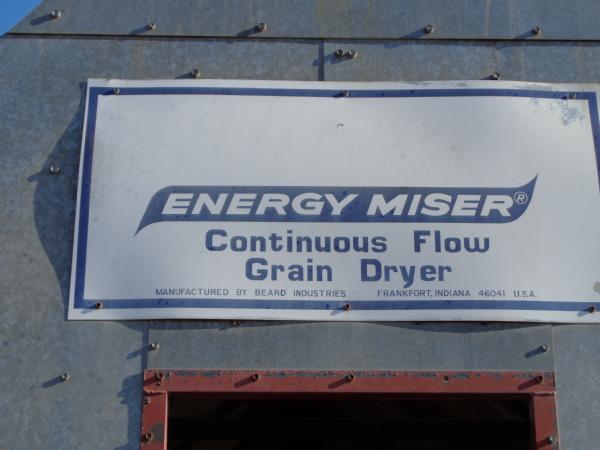 ENERGY MISER®
Continuous Flow
Grain Dryer
MANUFACTURED BY BEARD INDUSTRIES FRANKFORT, INDIANA 46041 U.S.A.